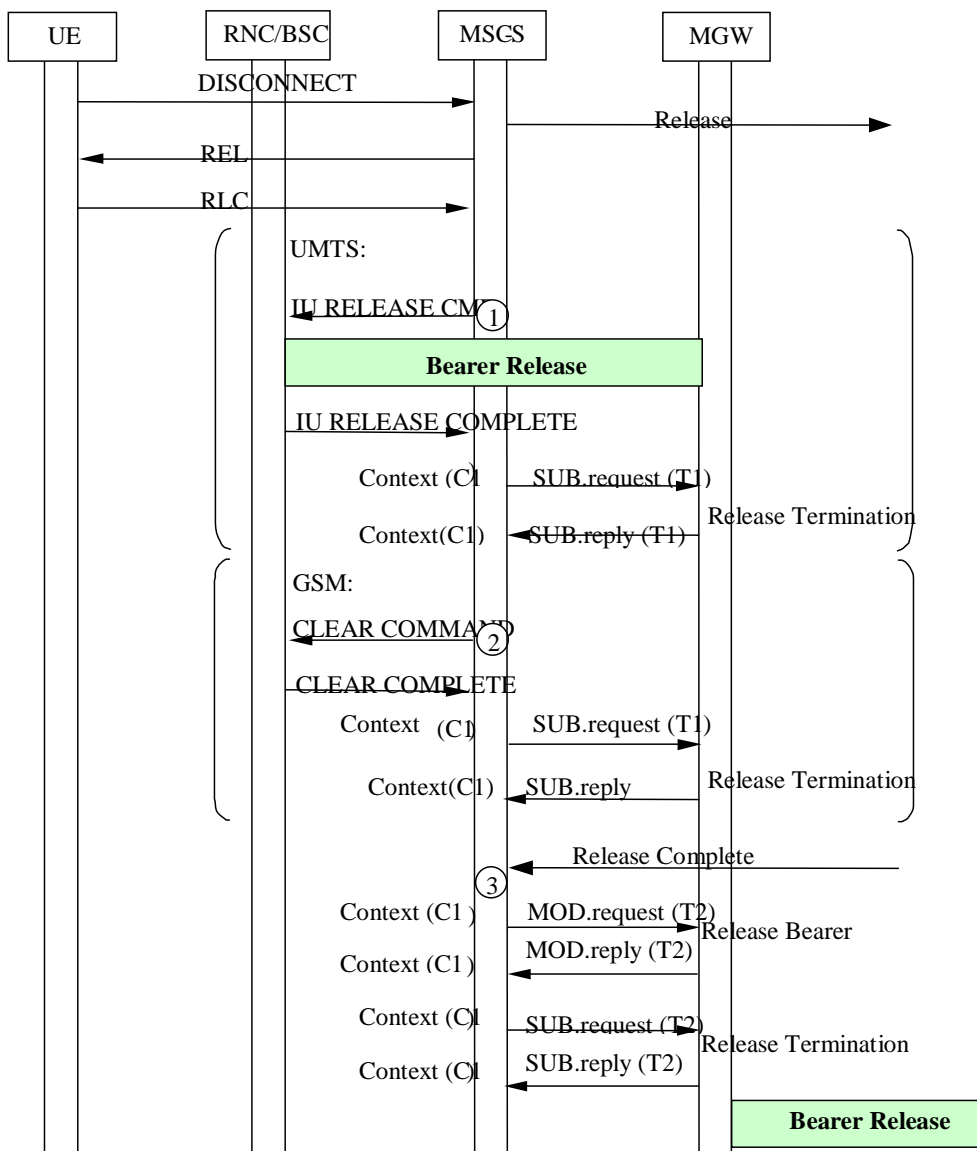 UE RNC/BSC MSC-S MGW
DISCONNECT
Release
REL
RLC
UMTS:
IU RELEASE CMD
1
Bearer Release
IU RELEASE COMPLETE
Context (C1) SUB.request (T1)
Release Termination
Context(C1) SUB.reply (T1)
GSM:
CLEAR COMMAND
2
CLEAR COMPLETE
Context (C1) SUB.request (T1)
Release Termination
Context(C1) SUB.reply
Release Complete
3
Context (C1) MOD.request (T2)
Release Bearer
Context (C1) MOD.reply (T2)
Context (C1 SUB.request (T2)
Release Termination
Context (C1 SUB.reply (T2)
Bearer Release